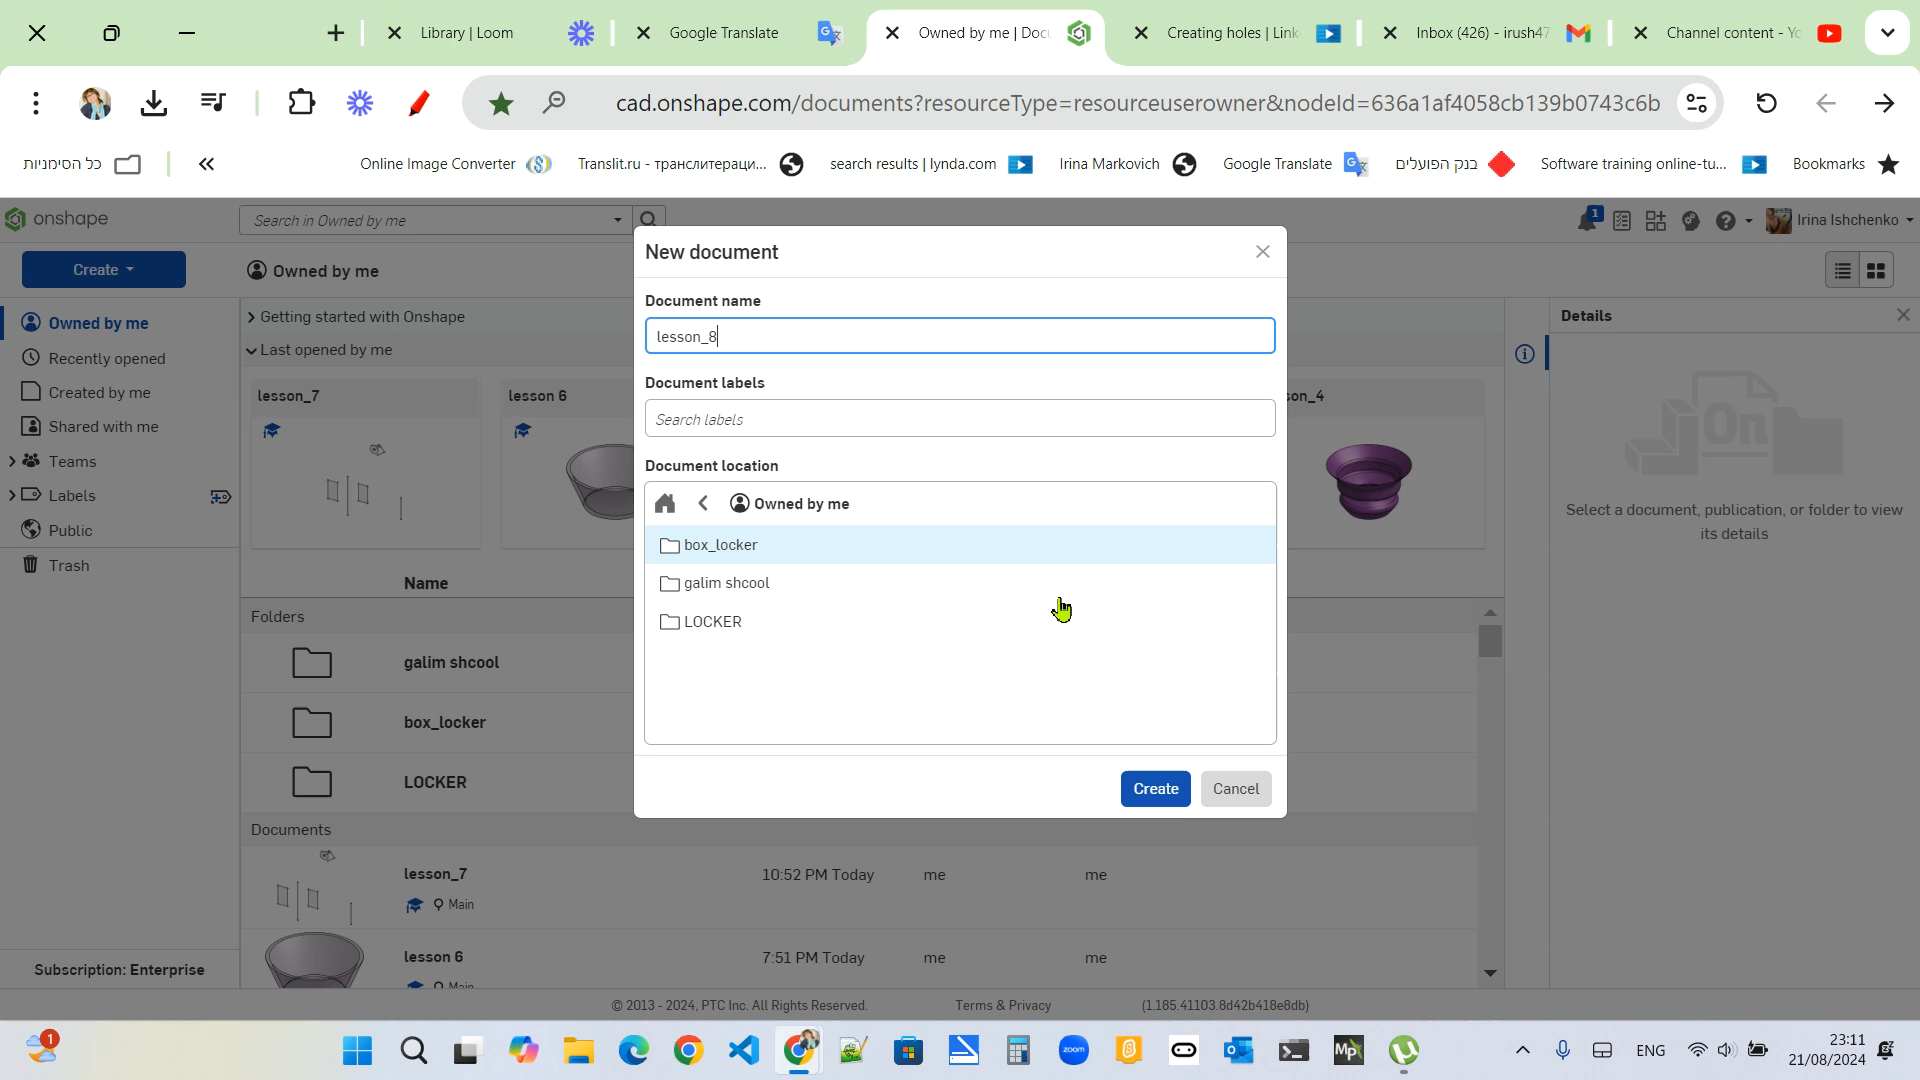 Library | Loom
Google Translate
Owned by me | Docu
Creating holes | Link
Inbox (426) - irush47
Channel content - Yo
cad.onshape.com/documents?resourceType=resourceuserowner&nodeId=636a1af4058cb139b0743c6b
כל הסימניות
Online Image Converter
Translit.ru - транслитераци...
search results | lynda.com
Irina Markovich
Google Translate
בנק הפועלים
Software training online-tu...
Bookmarks
onshape
Search in Owned by me
1
Irina Ishchenko
Create
Owned by me
Owned by me
Recently opened
Created by me
Shared with me
Teams
Labels
Public
Trash
Subscription: Enterprise
Getting started with Onshape
Last opened by me
lesson_7
lesson 6
son_4
Name
Folders
galim shcool
box_locker
LOCKER
Documents
lesson_7
10:52 PM Today
me
me
Main
lesson 6
7:51 PM Today
me
me
Main
New document
Document name
lesson_8
Document labels
Search labels
Document location
Owned by me
box_locker
galim shcool
LOCKER
Create
Cancel
Details
On
Select a document, publication, or folder to view
its details
© 2013 - 2024, PTC Inc. All Rights Reserved.
Terms & Privacy
(1.185.41103.8d42b418e8db)
1
zoom
Mp
ENG
23:11
21/08/2024